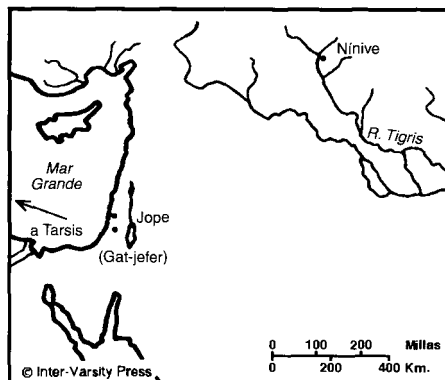 Nínive
R. Tigris
Mar
Grande
a Tarsis
Jope
(Gat-jefer)
0 100 200 Millas
0 200 400 Km.
© Inter-Varsity Press